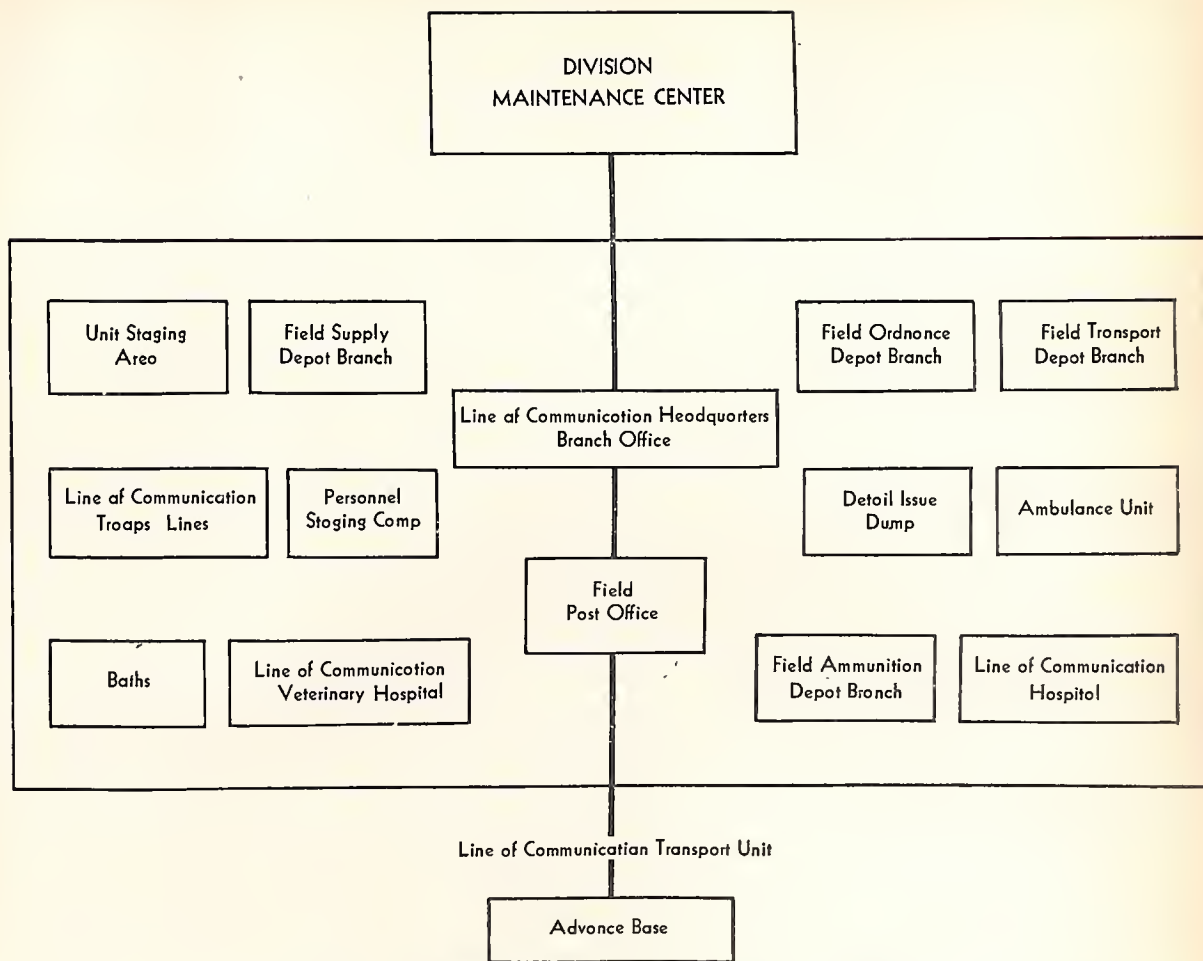 DIVISION
MAINTENANCE CENTER
Unit Staging
Areo
Field Supply
Depot Branch
Field Ordnonce
Depot Branch
Field Transport
Depot Branch
Line af Communicotion Heodquorters
Branch Office
Line af Communication
Troaps Lines
Personnel
Stoging Comp
Detoil Issue
Dump
Ambulance Unit
Field
Post Office
Baths
Line of Communicotion
Veterinary Hospital
Field Ammunition
Depot Bronch
Line of Communication
Hospitol
Line of Communicatian Transport Unit
Advonce Base